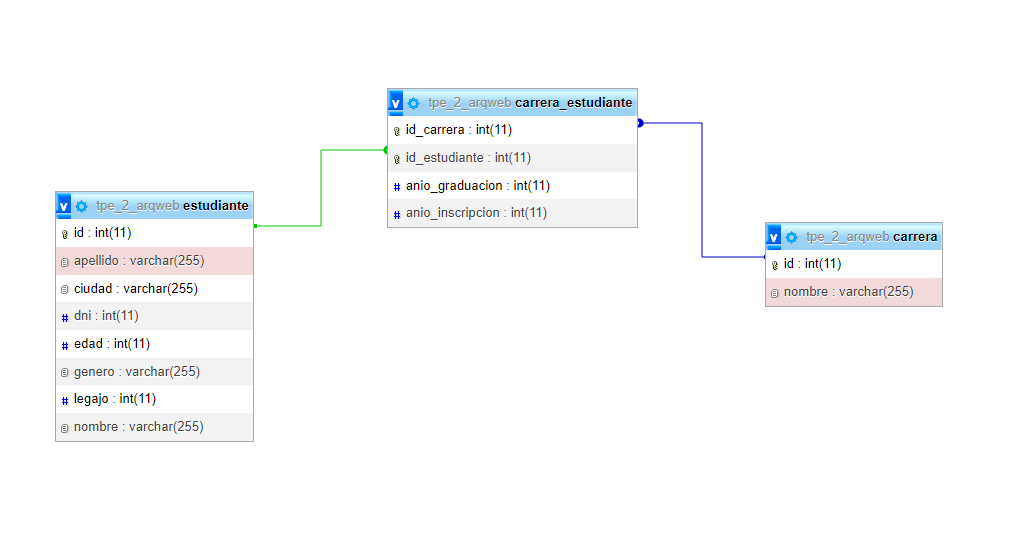 tpe_2_arqweb carrera_estudiante
id_carrera : int(11)
id_estudiante : int(11)
# anio_graduacion : int(11)
# anio_inscripcion : int(11)
tpe_2_arqweb estudiante
id : int(11)
apellido : varchar(255)
ciudad : varchar(255)
# dni : int(11)
# edad : int(11)
genero : varchar(255)
# legajo : int(11)
nombre : varchar(255)
tpe_2_arqweb carrera
id : int(11)
nombre : varchar(255)